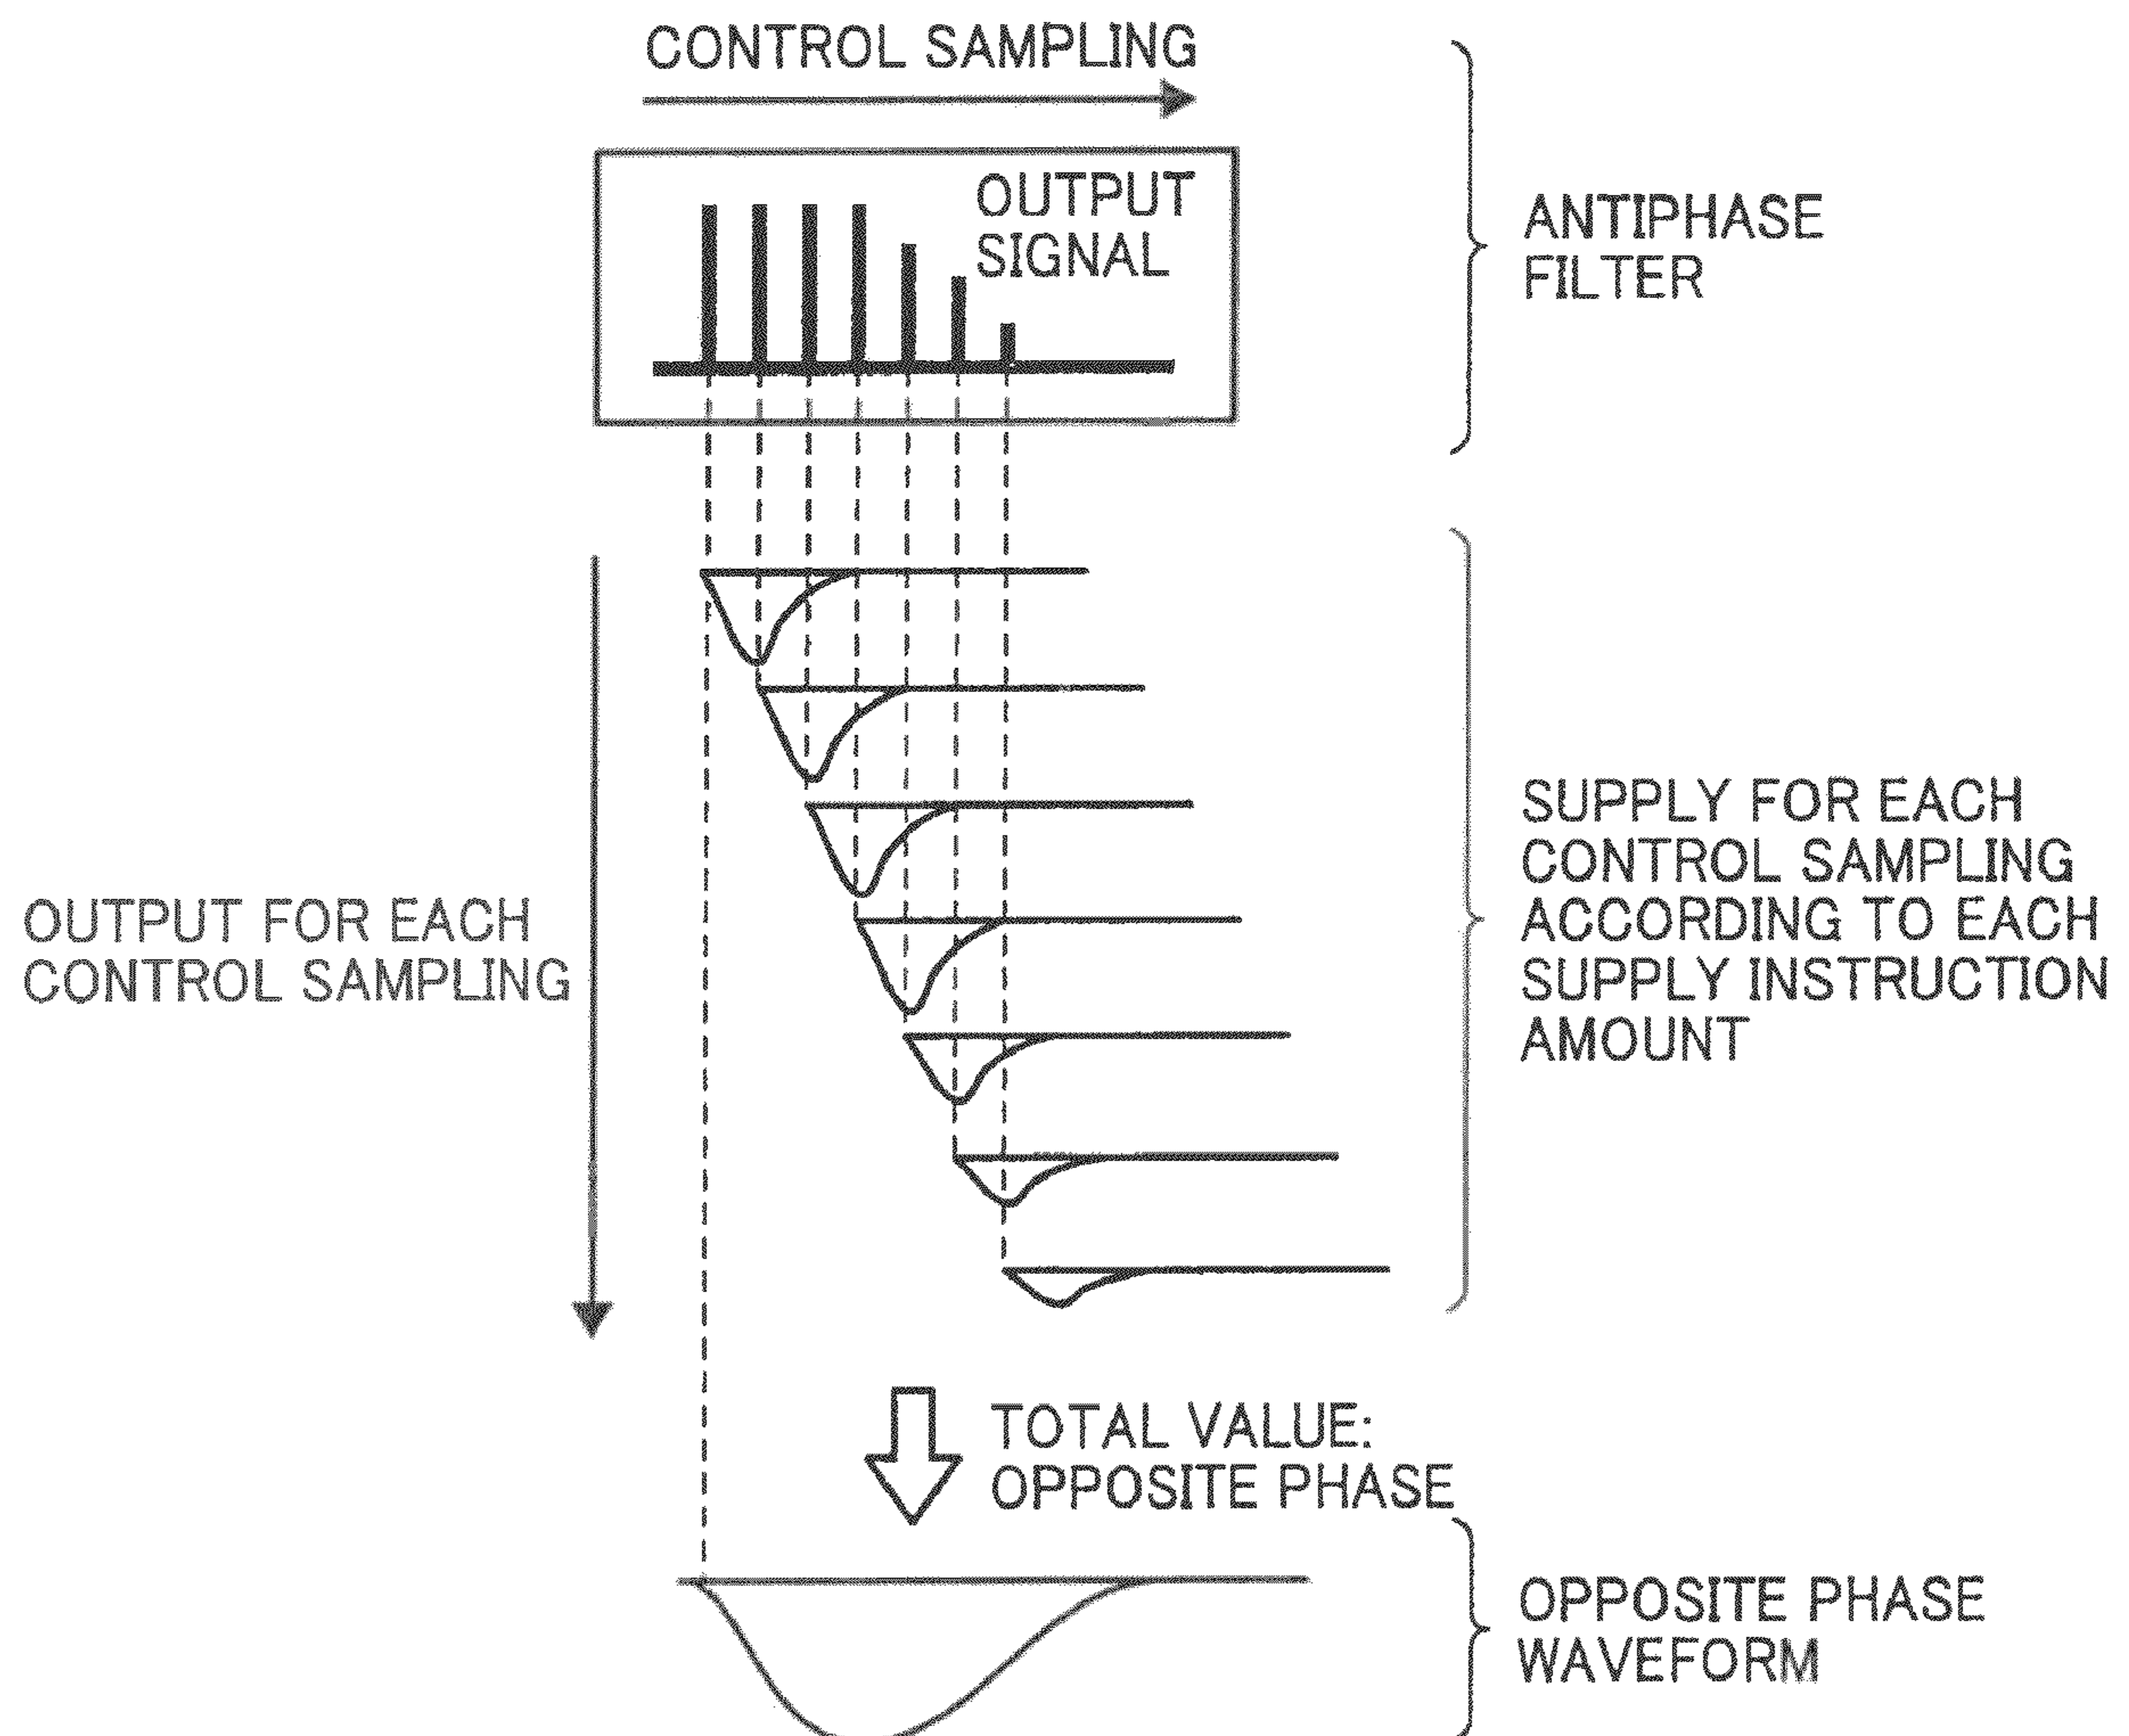 CONTROL SAMPLING
OUTPUT
SIGNAL
ANTIPHASE
FILTER
OUTPUT FOR EACH
CONTROL SAMPLING
SUPPLY FOR EACH
CONTROL SAMPLING
ACCORDING TO EACH
SUPPLY INSTRUCTION
AMOUNT
TOTAL VALUE:
OPPOSITE PHASE
OPPOSITE PHASE
WAVEFORM